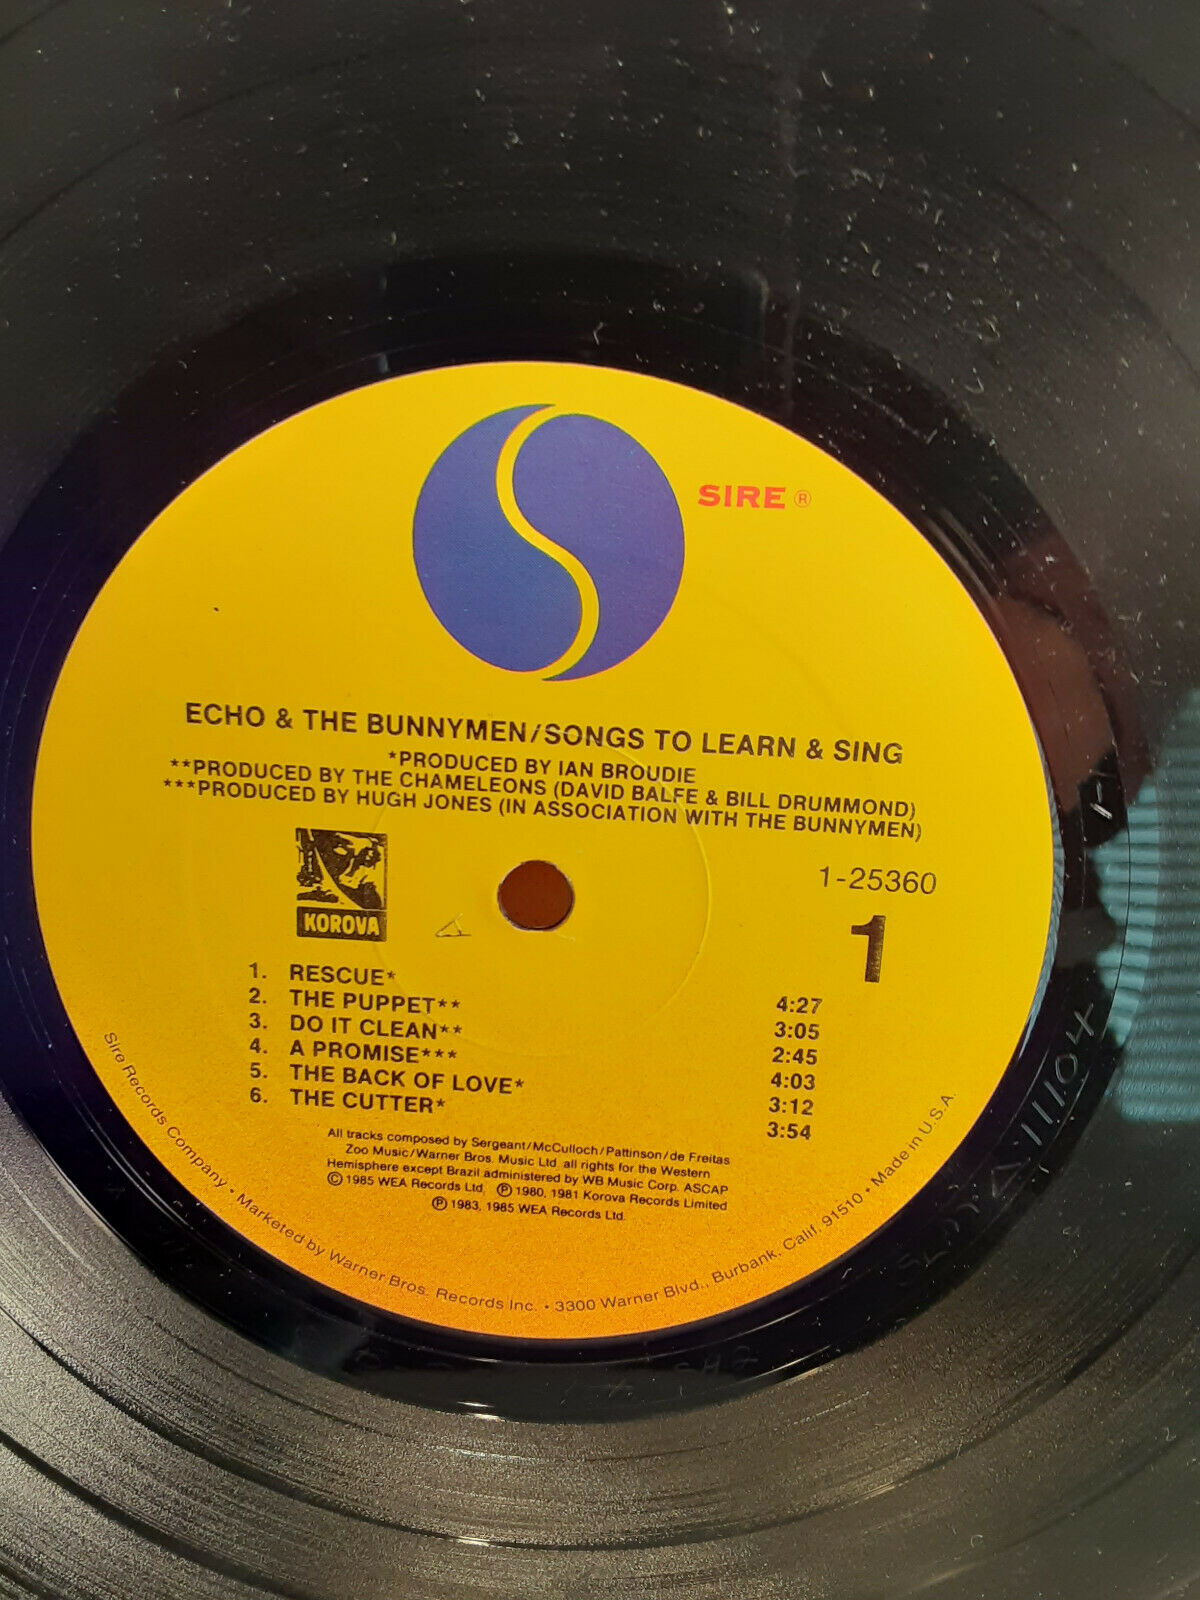 SIRE ®
ECHO & THE BUNNYMEN/SONGS TO LEARN & SING
*PRODUCED BY IAN BROUDIE
**PRODUCED BY THE CHAMELEONS (DAVID BALFE & BILL DRUMMOND)
***PRODUCED BY HUGH JONES (IN ASSOCIATION WITH THE BUNNYMEN)
KOROVA
1-25360
1
1. RESCUE* 4:27
2. THE PUPPET** 3:05
3. DO IT CLEAN** 2:45
4. A PROMISE*** 4:03
5. THE BACK OF LOVE* 3:12
6. THE CUTTER* 3:54
All tracks composed by Sergeant/McCulloch/Pattinson/de Freitas
Zoo Music/Warner Bros. Music Ltd. all rights for the Western
Hemisphere except Brazil administered by WB Music Corp. ASCAP
© 1985 WEA Records Ltd. ℗ 1980, 1981 Korova Records Limited
℗ 1983, 1985 WEA Records Ltd.
Sire Records Company • Marketed by Warner Bros. Records Inc. • 3300 Warner Blvd., Burbank, Calif. 91510 • Made in U.S.A.